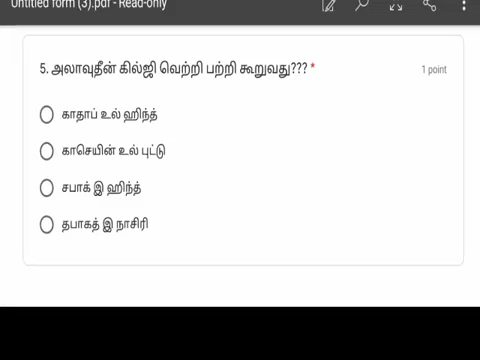 Untitled form (3).pdf - Read-only
5. அலாவுதீன் கில்ஜி வெற்றி பற்றி கூறுவது??? *
1 point
காதாப் உல் ஹிந்த்
காசெயின் உல் புட்டு
சபாக் இ ஹிந்த்
தபாகத் இ நாசிரி